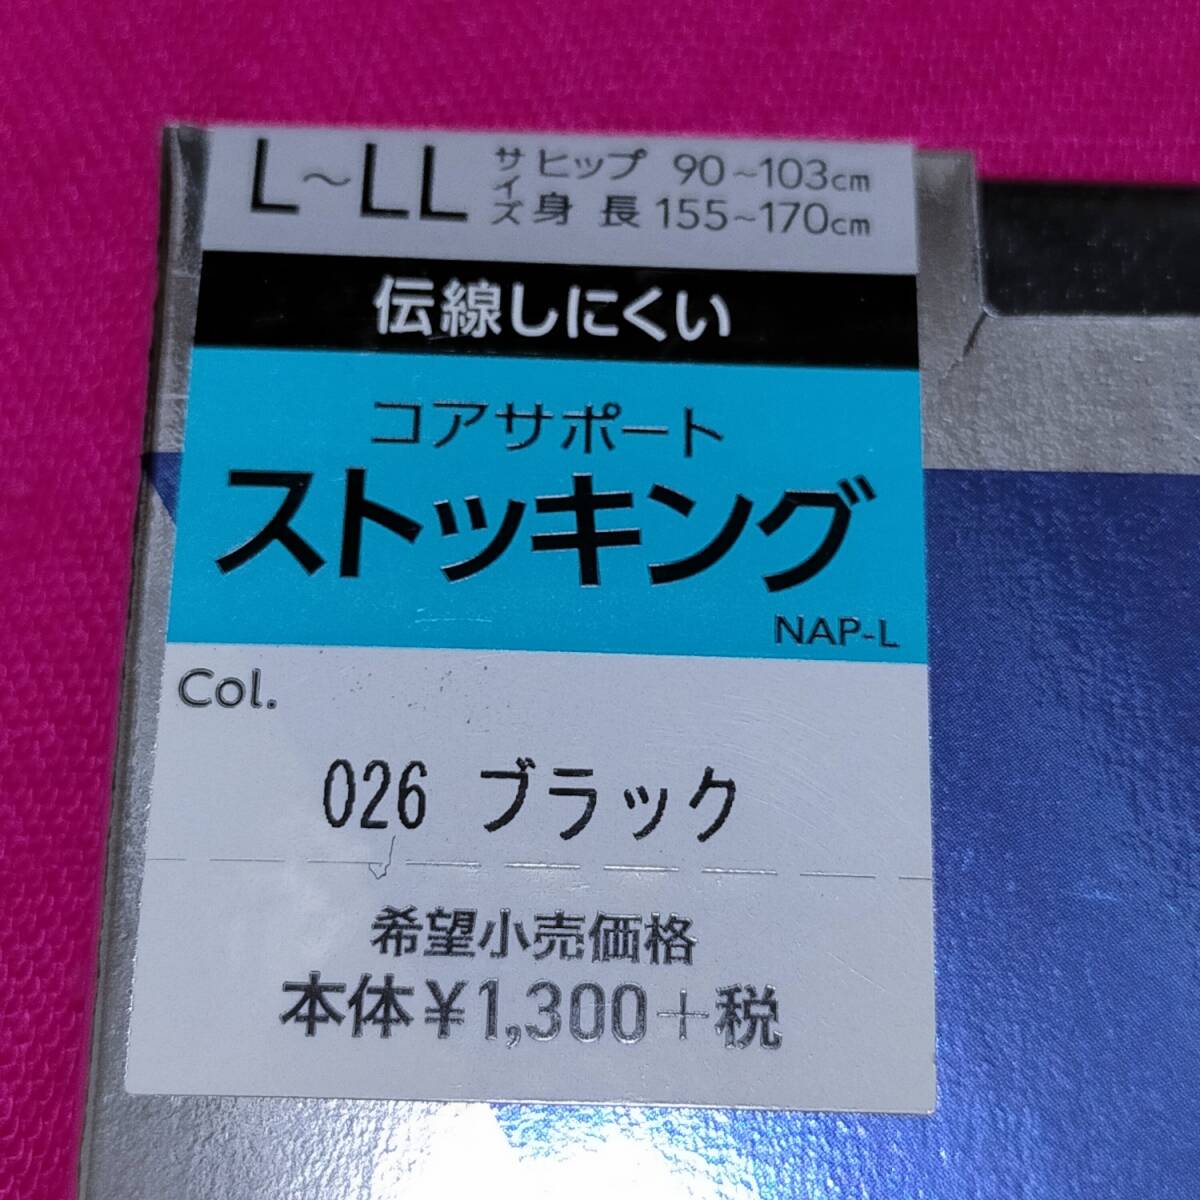 L~LL サイズ ヒップ 90~103cm
身長 155~170cm
伝線しにくい
コアサポート
ストッキング
NAP-L
Col.
026 ブラック
希望小売価格
本体¥1,300+税